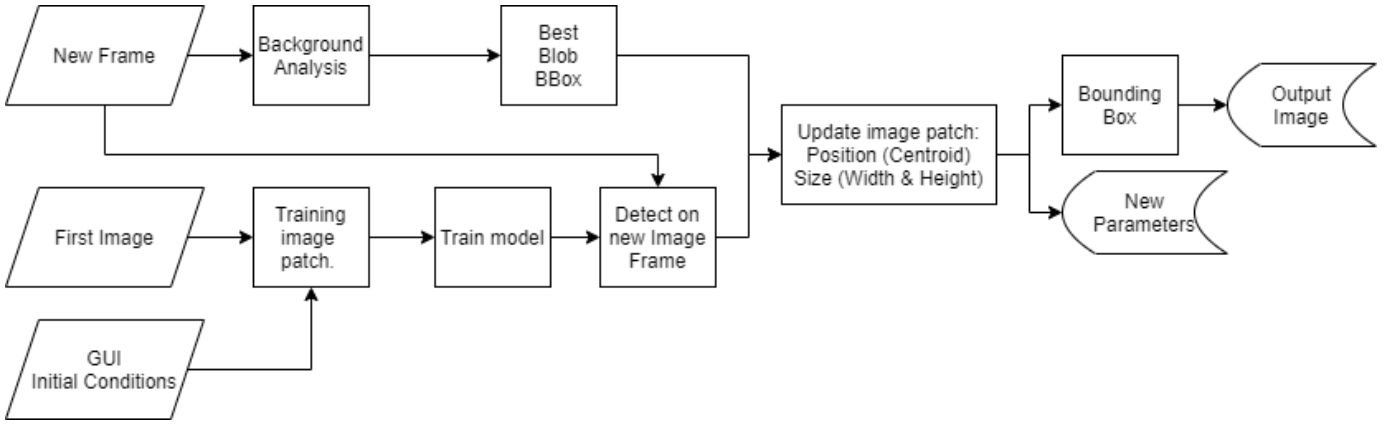 New Frame
Background
Analysis
Best
Blob
BBox
Update image patch:
Position (Centroid)
Size (Width & Height)
Bounding
Box
Output
Image
New
Parameters
First Image
Training
image
patch.
Train model
Detect on
new Image
Frame
GUI
Initial Conditions